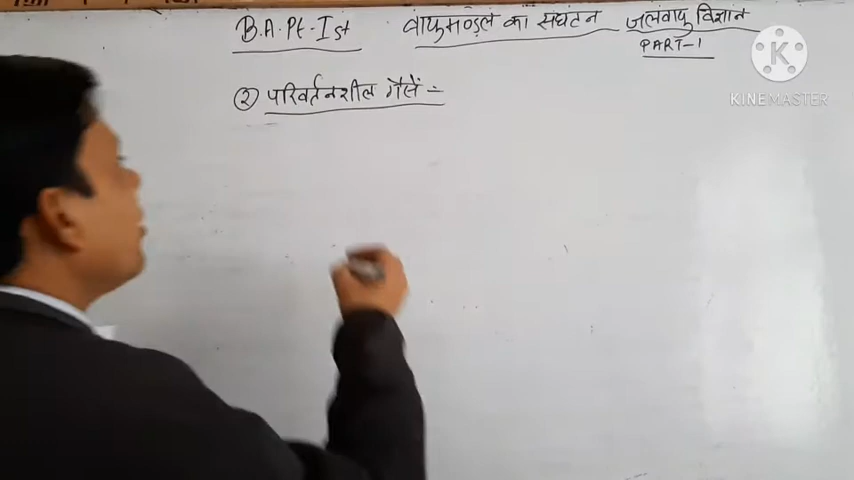 B.A. Pt-Ist वायुमण्डल का संघटन जलवायु विज्ञान
PART-1
② परिवर्तनशील गैसें :-
K
KINEMASTER